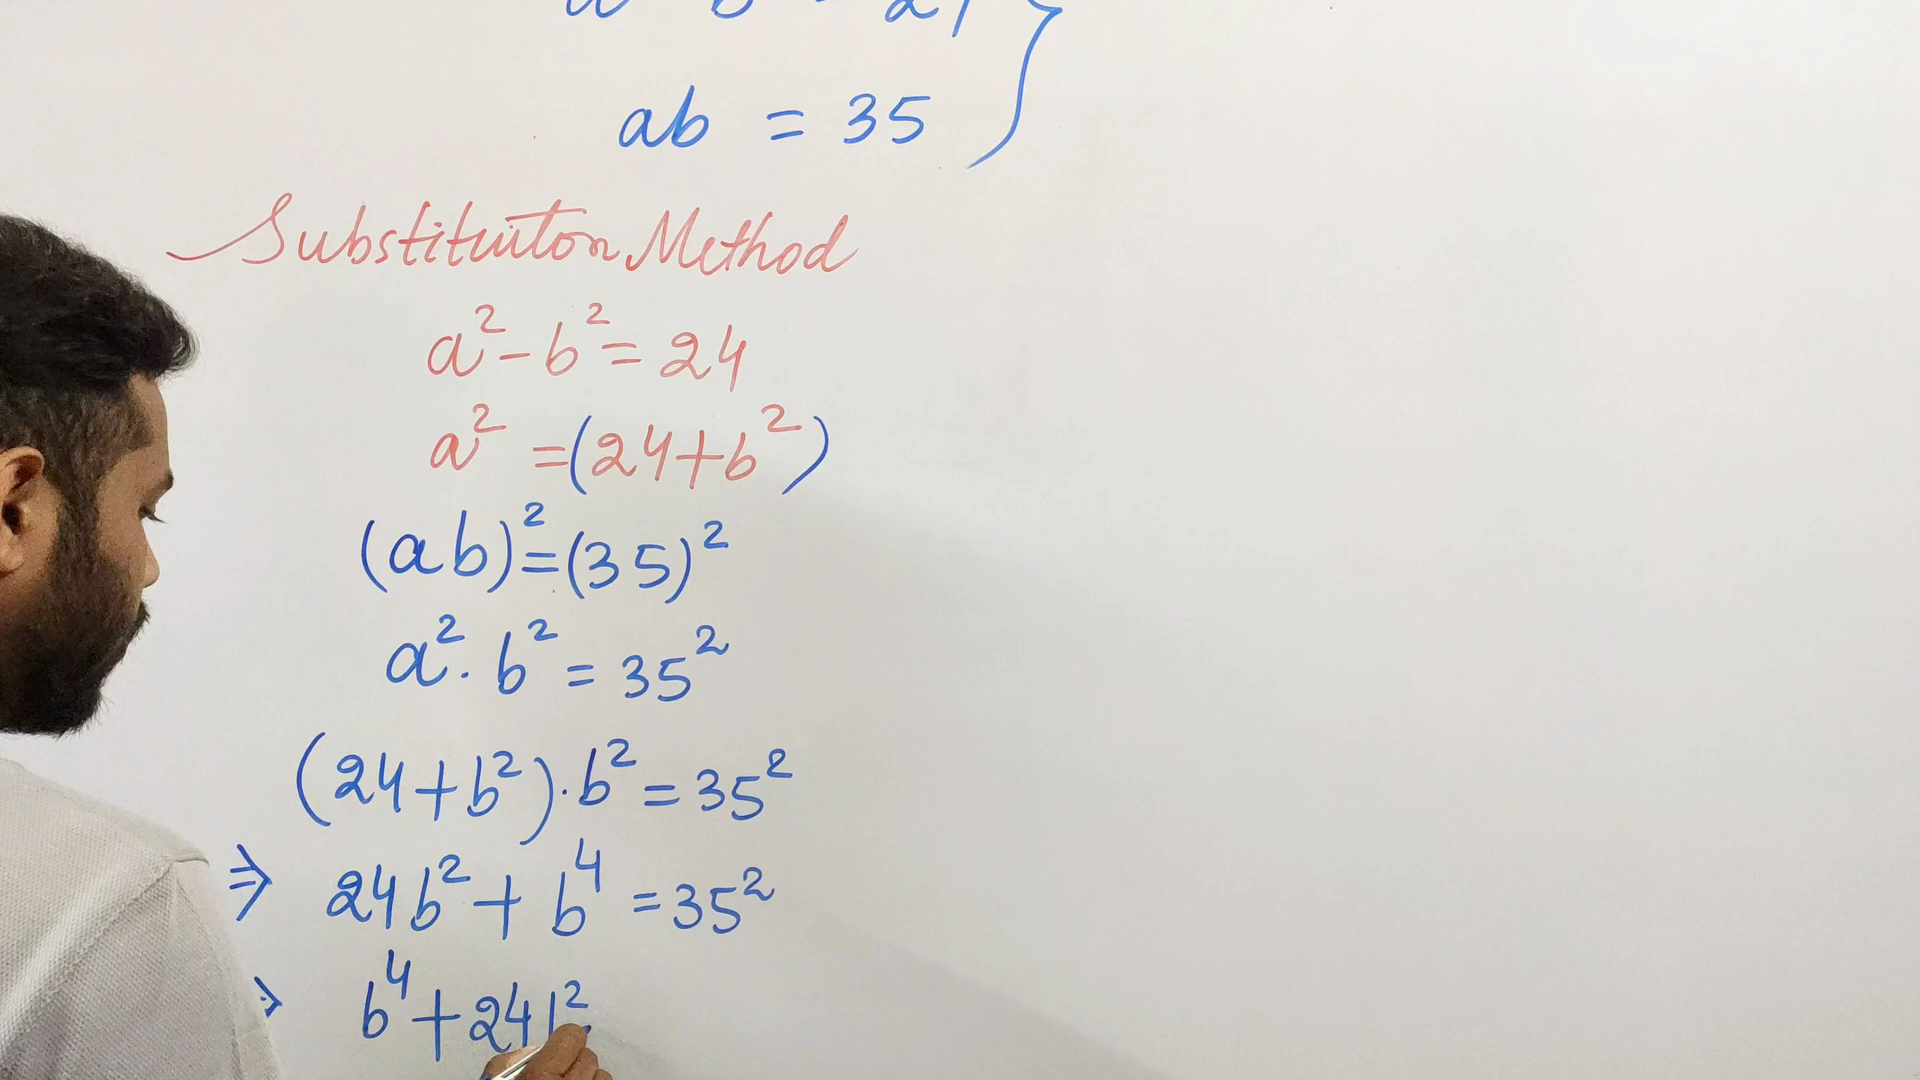 ab = 35
Substituiton Method
a² - b² = 24
a² = (24+b²)
(ab)² = (35)²
a² . b² = 35²
(24+b²) . b² = 35²
⇒ 24b² + b⁴ = 35²
⇒ b⁴ + 24b²